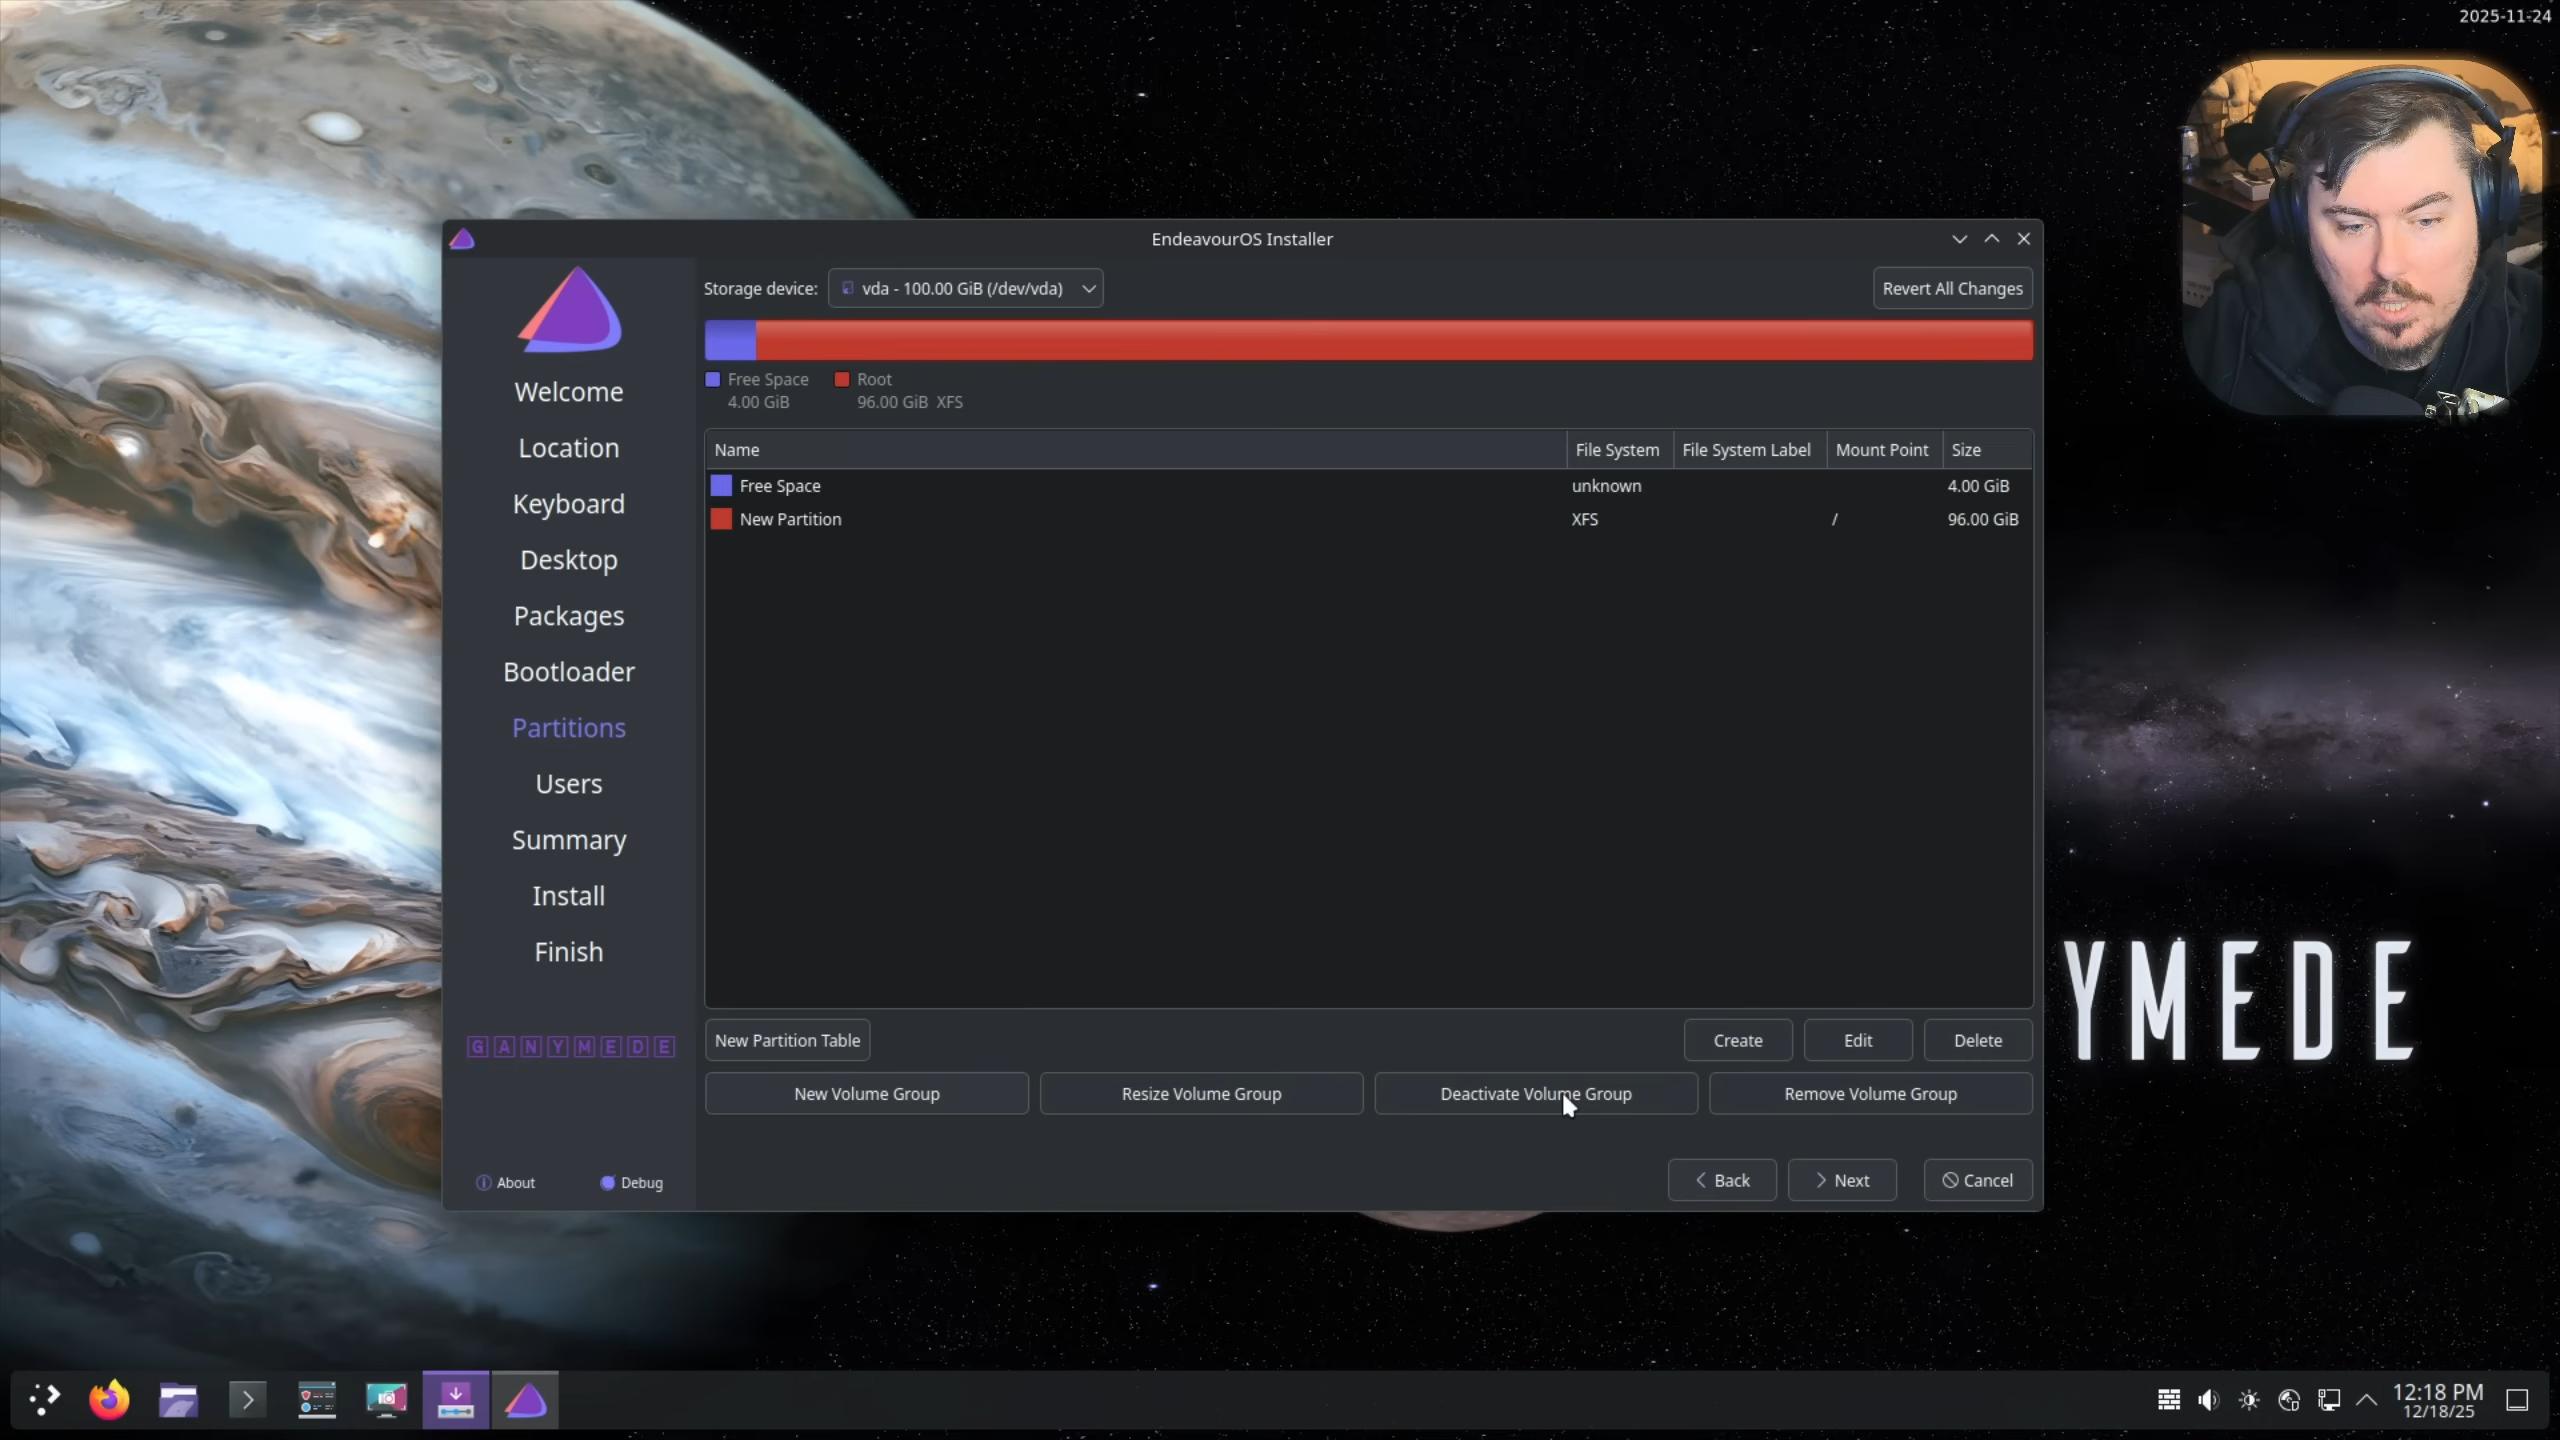 2025-11-24
EndeavourOS Installer
Storage device:
vda - 100.00 GiB (/dev/vda)
Revert All Changes
Free Space
4.00 GiB
Root
96.00 GiB XFS
Name
File System
File System Label
Mount Point
Size
Free Space
unknown
4.00 GiB
New Partition
XFS
/
96.00 GiB
Welcome
Location
Keyboard
Desktop
Packages
Bootloader
Partitions
Users
Summary
Install
Finish
GANYMEDE
About
Debug
New Partition Table
Create
Edit
Delete
New Volume Group
Resize Volume Group
Deactivate Volume Group
Remove Volume Group
Back
Next
Cancel
YMEDE
12:18 PM
12/18/25